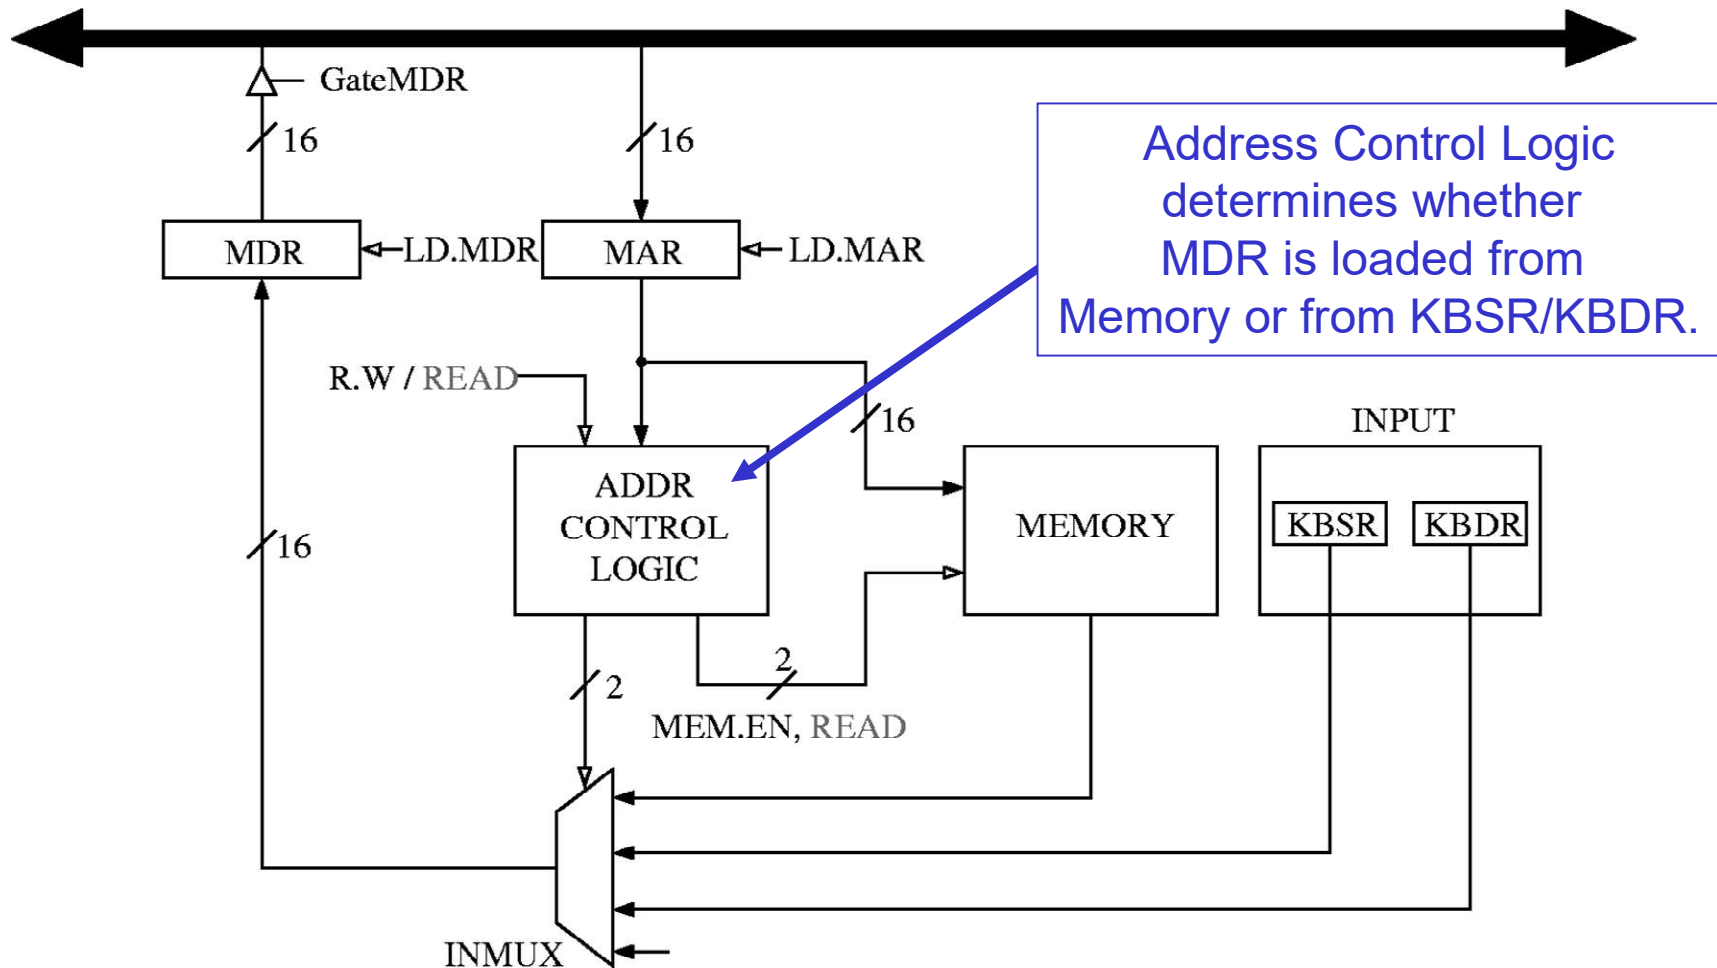 GateMDR
16
16
Address Control Logic
determines whether
MDR is loaded from
Memory or from KBSR/KBDR.
MDR
LD.MDR
MAR
LD.MAR
R.W / READ
16
INPUT
ADDR
CONTROL
LOGIC
MEMORY
KBSR
KBDR
16
2
2
MEM.EN, READ
INMUX